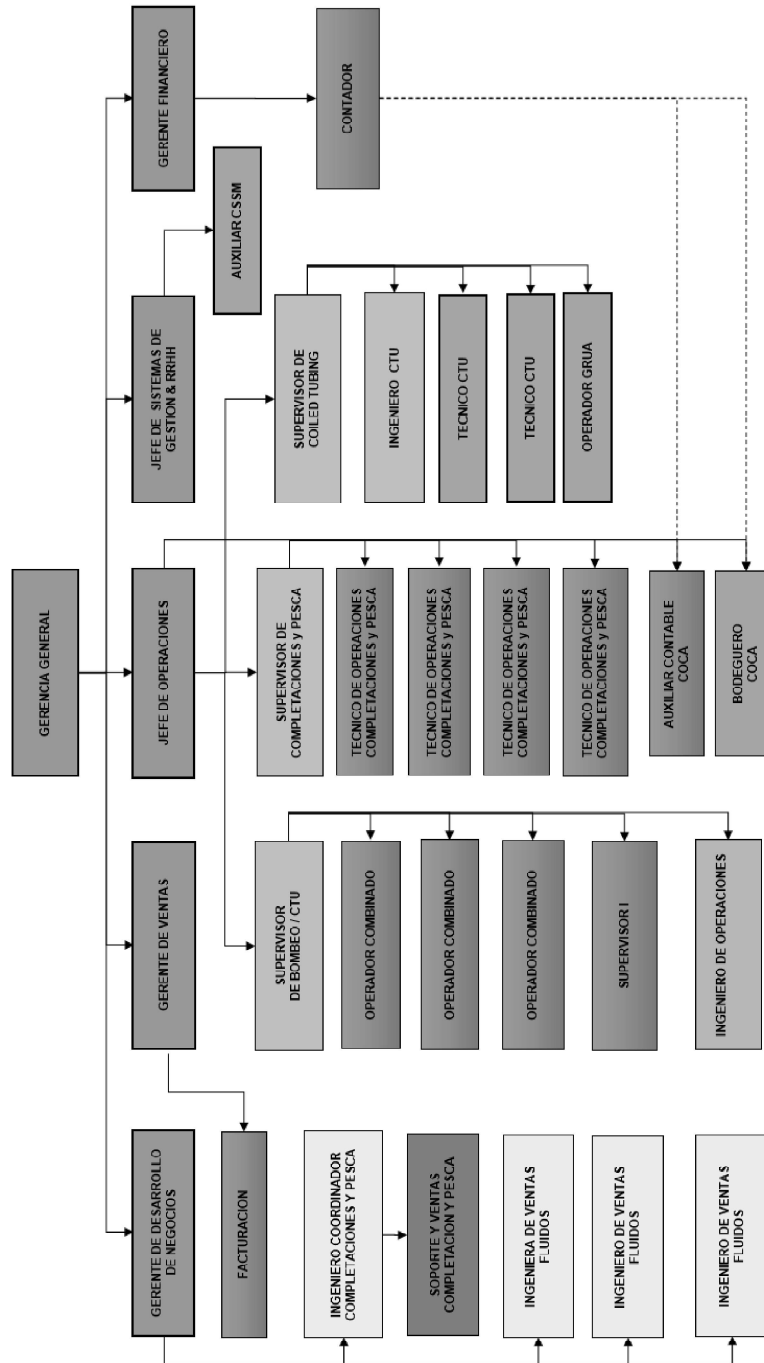 GERENCIA GENERAL
GERENTE DE DESARROLLO
DE NEGOCIOS
GERENTE DE VENTAS
JEFE DE OPERACIONES
JEFE DE SISTEMAS DE
GESTION & RRHH
GERENTE FINANCIERO
FACTURACION
AUXILIAR CSSM
INGENIERO COORDINADOR
COMPLETACIONES Y PESCA
SOPORTE Y VENTAS
COMPLETACION Y PESCA
INGENIERA DE VENTAS
FLUIDOS
INGENIERO DE VENTAS
FLUIDOS
INGENIERO DE VENTAS
FLUIDOS
SUPERVISOR
DE BOMBEO / CTU
OPERADOR COMBINADO
OPERADOR COMBINADO
OPERADOR COMBINADO
SUPERVISOR I
INGENIERO DE OPERACIONES
SUPERVISOR DE
COMPLETACIONES y PESCA
TECNICO DE OPERACIONES
COMPLETACIONES y PESCA
TECNICO DE OPERACIONES
COMPLETACIONES y PESCA
TECNICO DE OPERACIONES
COMPLETACIONES y PESCA
TECNICO DE OPERACIONES
COMPLETACIONES y PESCA
AUXILIAR CONTABLE
COCA
BODEGUERO
COCA
SUPERVISOR DE
COILED TUBING
INGENIERO CTU
TECNICO CTU
TECNICO CTU
OPERADOR GRUA
CONTADOR